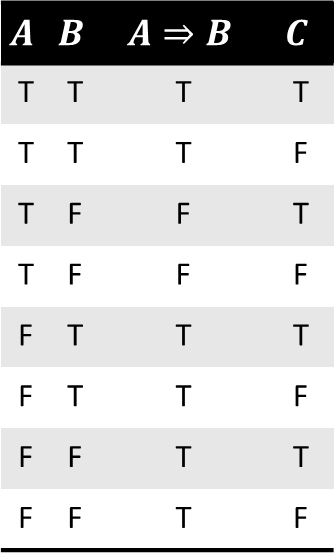 A B A ⇒ B C
T T T T
T T T F
T F F T
T F F F
F T T T
F T T F
F F T T
F F T F